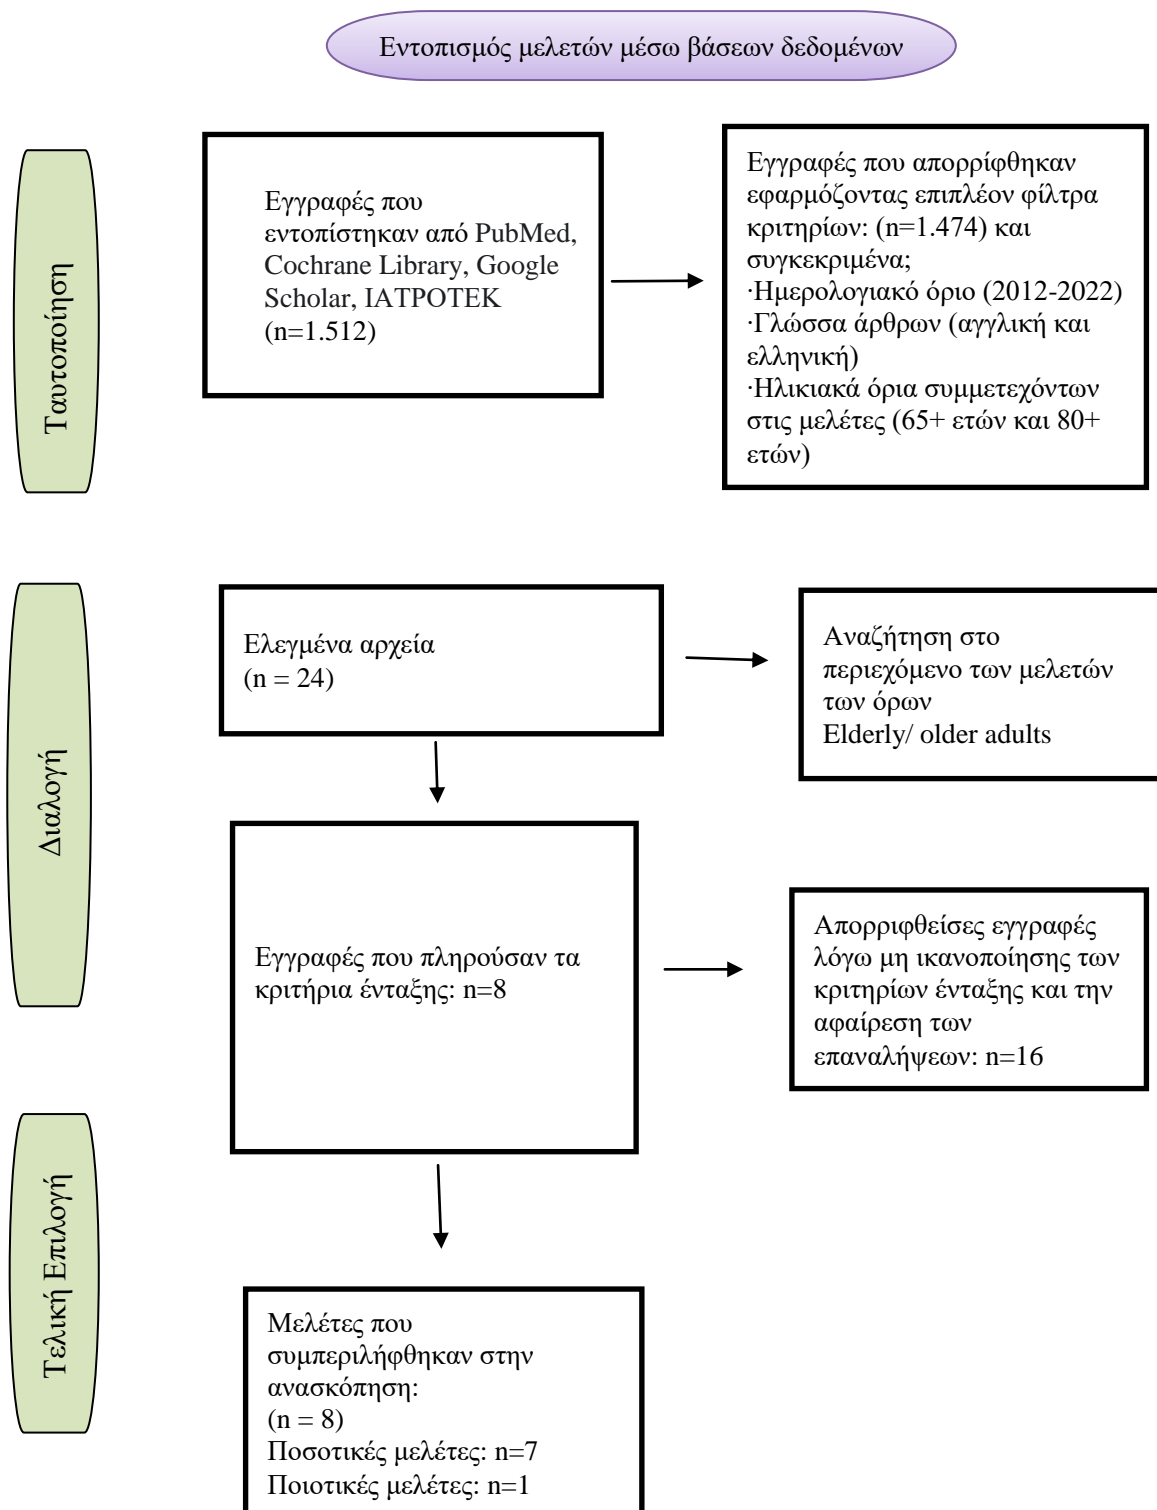 Εντοπισμός μελετών μέσω βάσεων δεδομένων
Ταυτοποίηση
Εγγραφές που
εντοπίστηκαν από PubMed,
Cochrane Library, Google
Scholar, ΙΑΤΡΟΤΕΚ
(n=1.512)
Εγγραφές που απορρίφθηκαν
εφαρμόζοντας επιπλέον φίλτρα
κριτηρίων: (n=1.474) και
συγκεκριμένα;
·Ημερολογιακό όριο (2012-2022)
·Γλώσσα άρθρων (αγγλική και
ελληνική)
·Ηλικιακά όρια συμμετεχόντων
στις μελέτες (65+ ετών και 80+
ετών)
Διαλογή
Ελεγμένα αρχεία
(n = 24)
Αναζήτηση στο
περιεχόμενο των μελετών
των όρων
Elderly/ older adults
Εγγραφές που πληρούσαν τα
κριτήρια ένταξης: n=8
Απορριφθείσες εγγραφές
λόγω μη ικανοποίησης των
κριτηρίων ένταξης και την
αφαίρεση των
επαναλήψεων: n=16
Τελική Επιλογή
Μελέτες που
συμπεριλήφθηκαν στην
ανασκόπηση:
(n = 8)
Ποσοτικές μελέτες: n=7
Ποιοτικές μελέτες: n=1